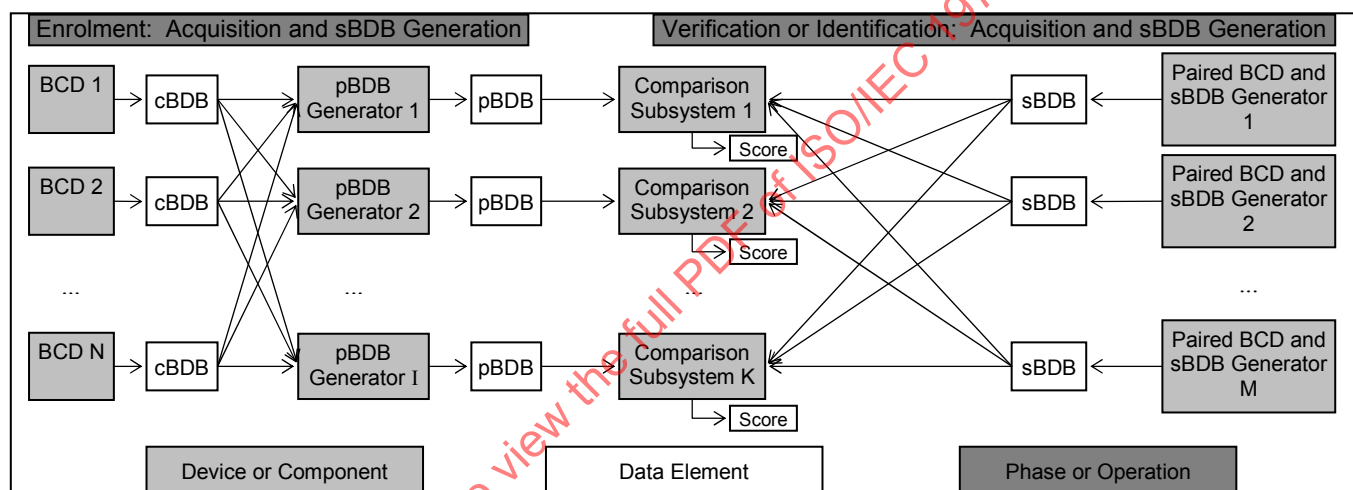 Enrolment: Acquisition and sBDB Generation
Verification or Identification: Acquisition and sBDB Generation
BCD 1
cBDB
pBDB
Generator 1
pBDB
Comparison
Subsystem 1
Score
sBDB
Paired BCD and
sBDB Generator
1
BCD 2
cBDB
pBDB
Generator 2
pBDB
Comparison
Subsystem 2
Score
sBDB
Paired BCD and
sBDB Generator
2
...
...
...
...
BCD N
cBDB
pBDB
Generator I
pBDB
Comparison
Subsystem K
Score
sBDB
Paired BCD and
sBDB Generator
M
Device or Component
Data Element
Phase or Operation
view the full PDF of ISO/IEC 197